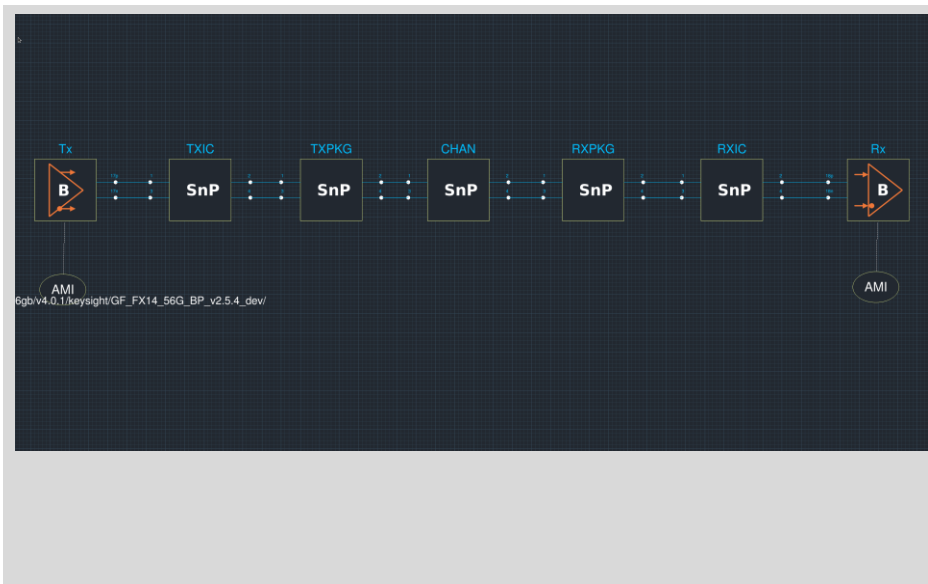 Tx TXIC TXPKG CHAN RXPKG RXIC Rx
B SnP SnP SnP SnP SnP B
AMI AMI
6gb/v4.0.1/keysight/GF_FX14_56G_BP_v2.5.4_dev/